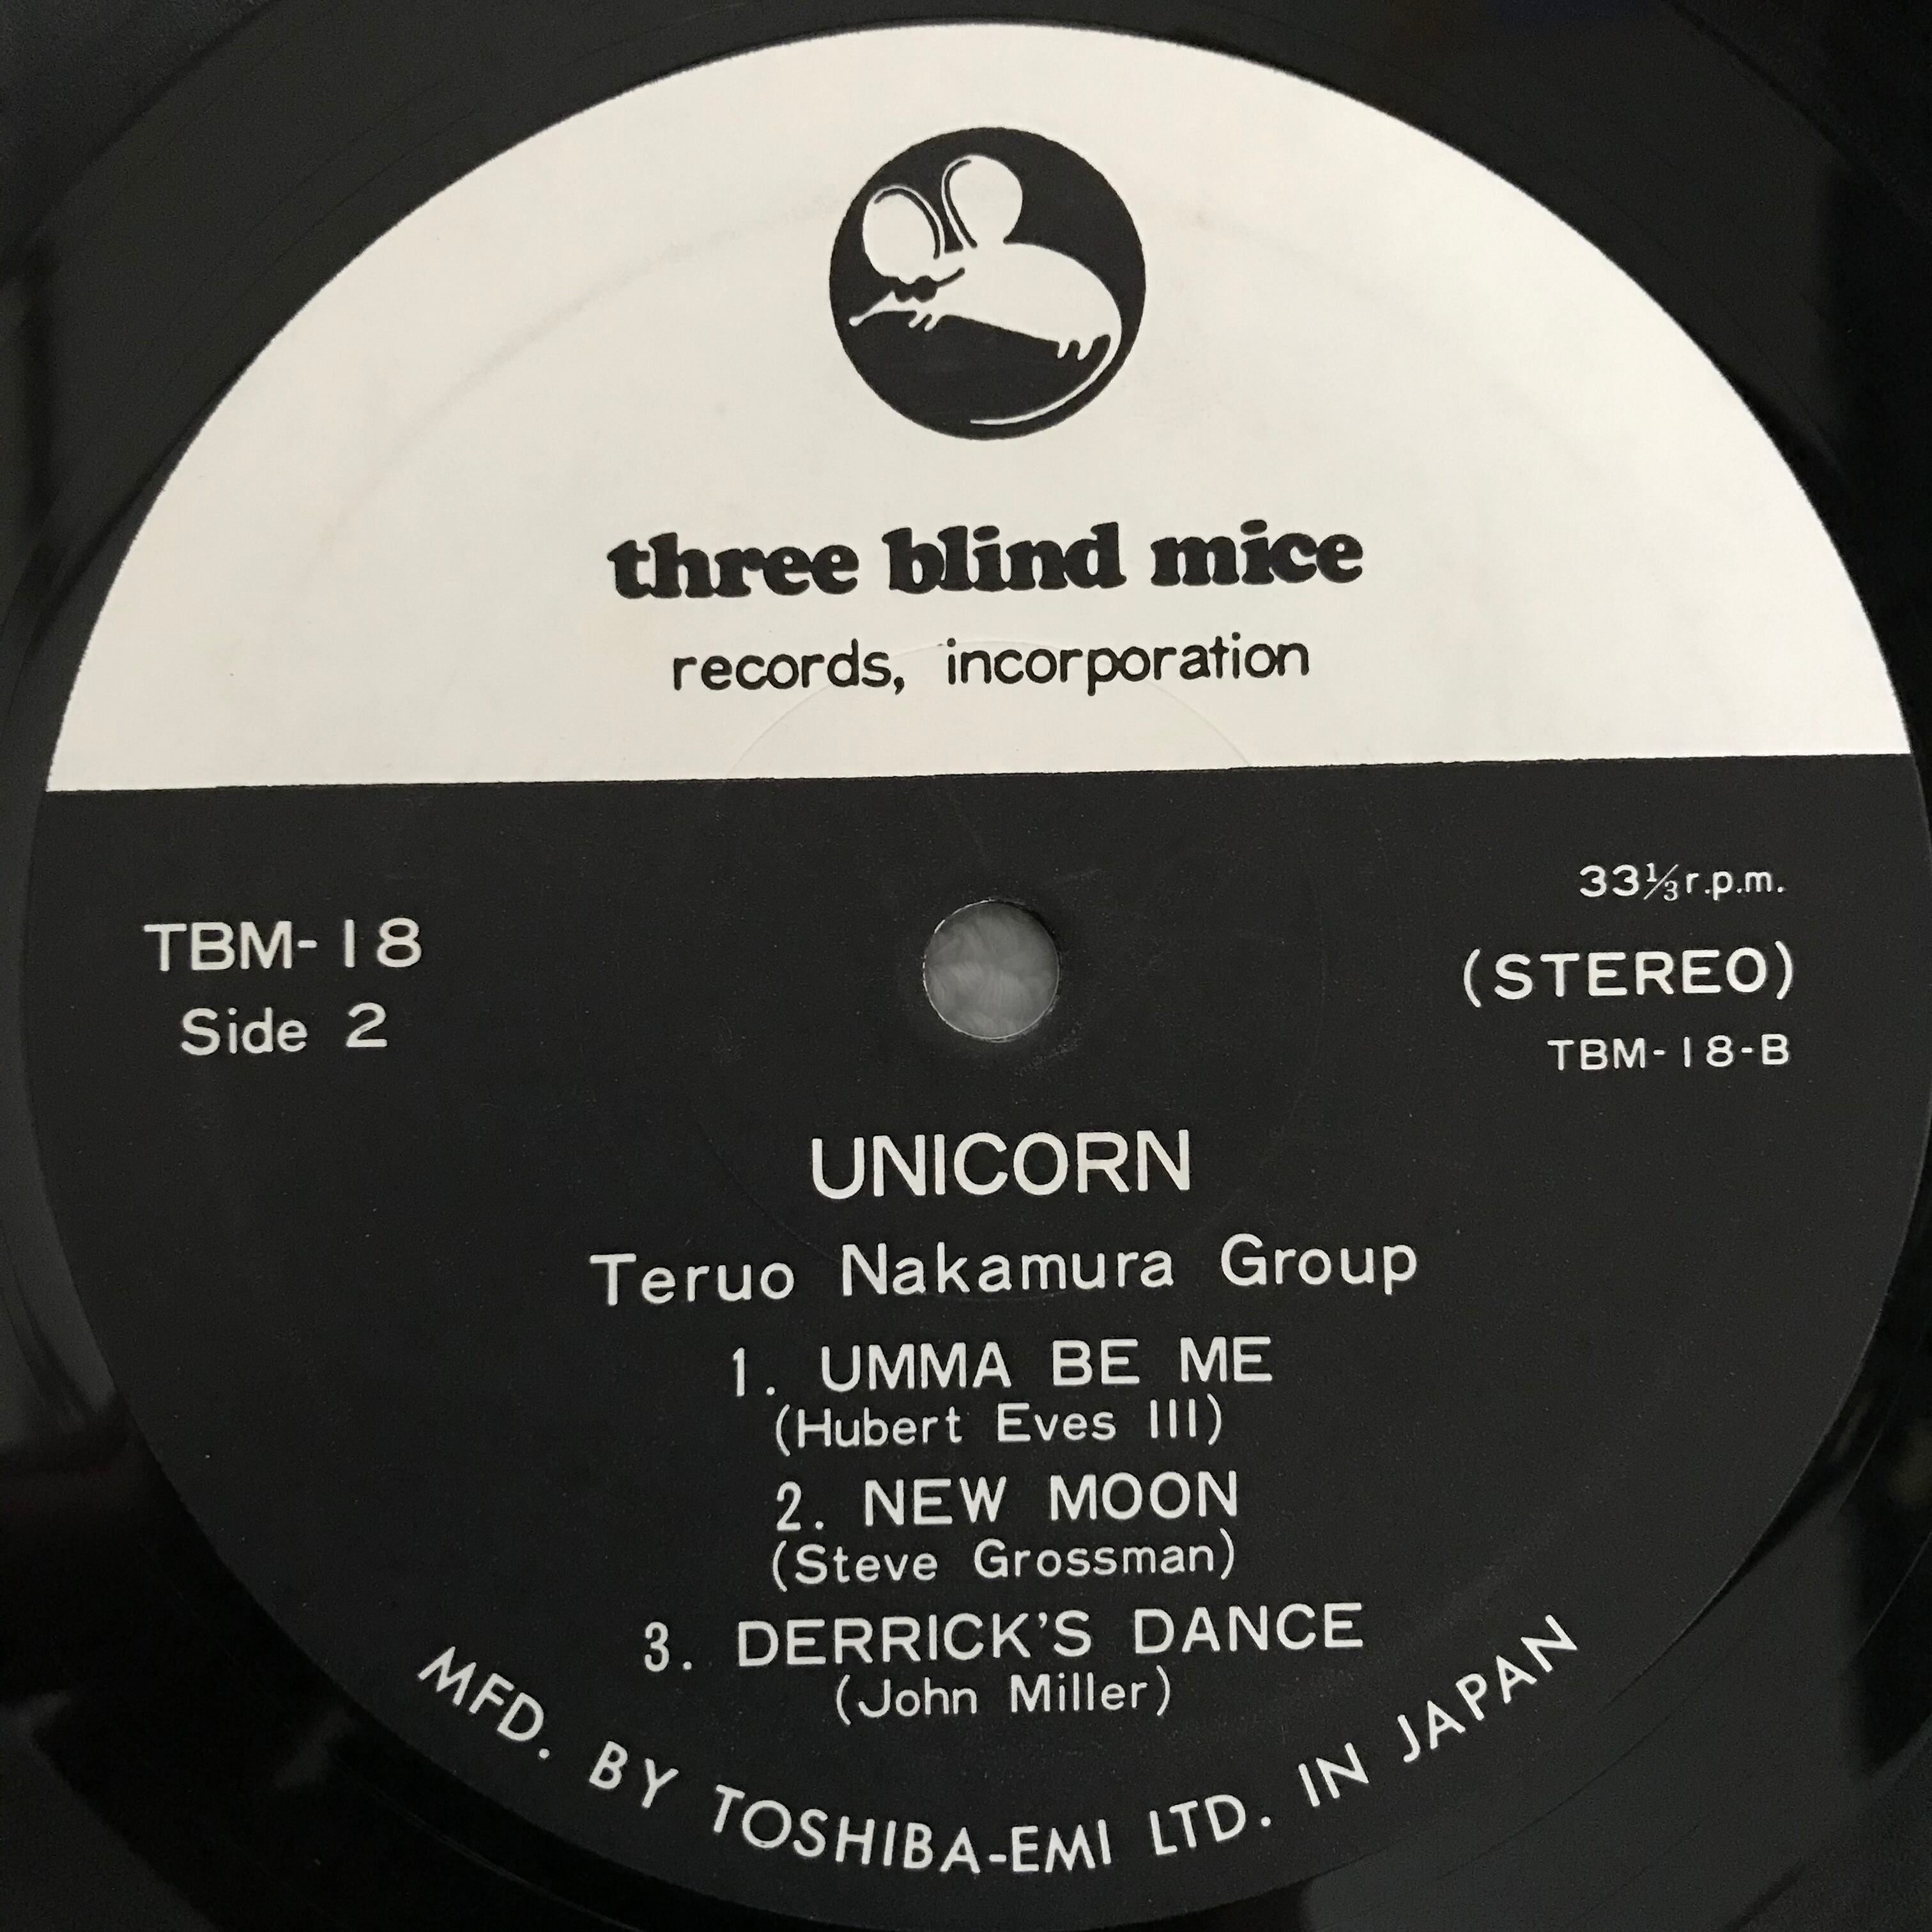 three blind mice
records, incorporation
33⅓ r.p.m.
TBM-18
(STEREO)
Side 2
TBM-18-B
UNICORN
Teruo Nakamura Group
1. UMMA BE ME
(Hubert Eves III)
2. NEW MOON
(Steve Grossman)
3. DERRICK'S DANCE
(John Miller)
MFD. BY TOSHIBA-EMI LTD. IN JAPAN